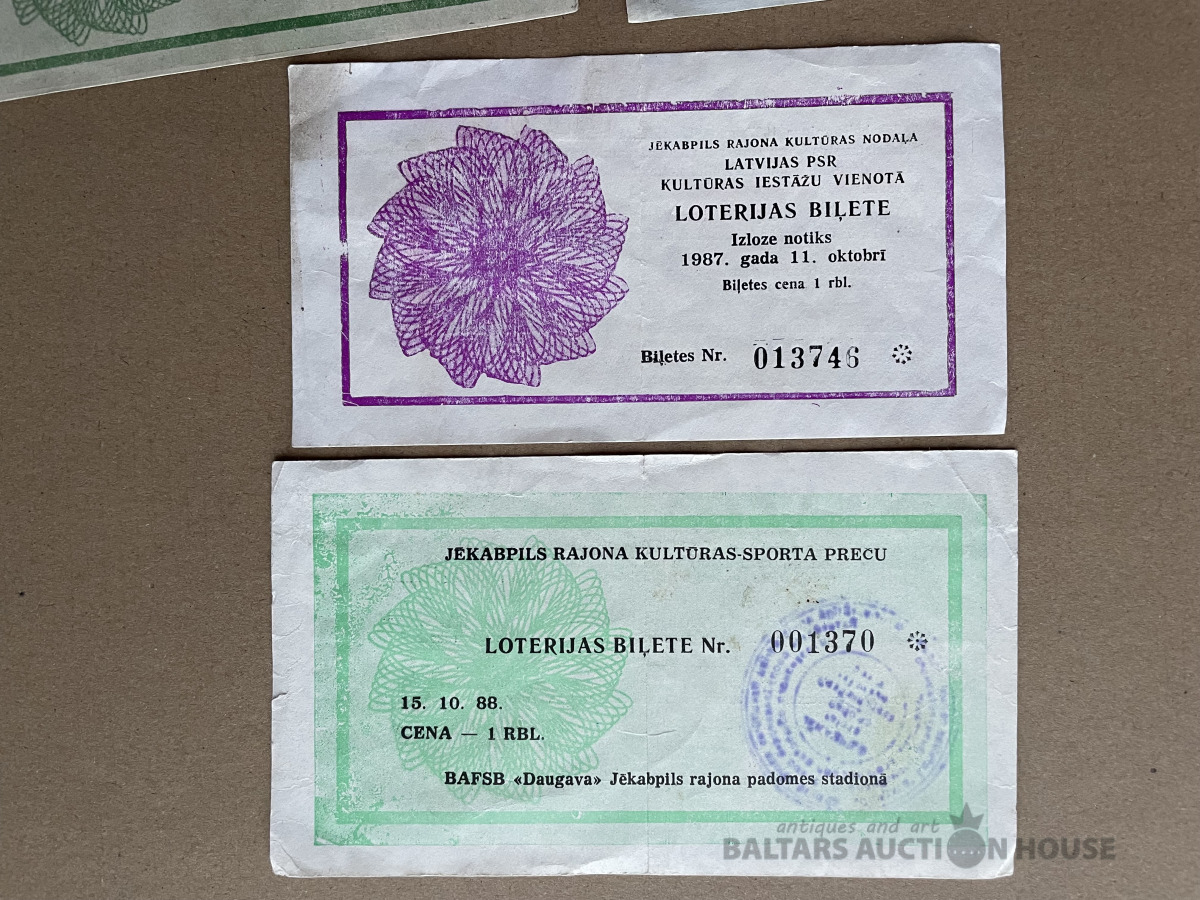 JĒKABPILS RAJONA KULTŪRAS NODAĻA
LATVIJAS PSR
KULTŪRAS IESTĀŽU VIENOTĀ
LOTERIJAS BIĻETE
Izloze notiks
1987. gada 11. oktobrī
Biļetes cena 1 rbl.
Biļetes Nr. 013746
JĒKABPILS RAJONA KULTŪRAS-SPORTA PRECU
LOTERIJAS BIĻETE Nr. 001370
15. 10. 88.
CENA — 1 RBL.
BAFSB «Daugava» Jēkabpils rajona padomes stadionā
antiques and art
BALTARS AUCTION HOUSE